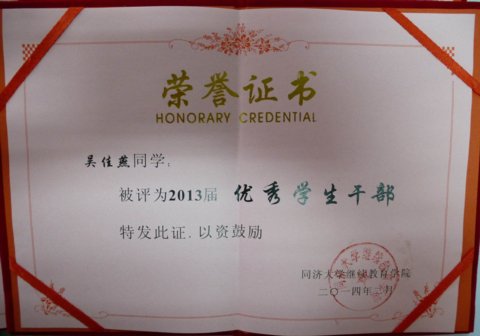 荣誉证书
HONORARY CREDENTIAL
吴佳燕同学：
被评为2013届 优秀学生干部
特发此证．以资鼓励
同济大学继续教育学院
二〇一四年二月